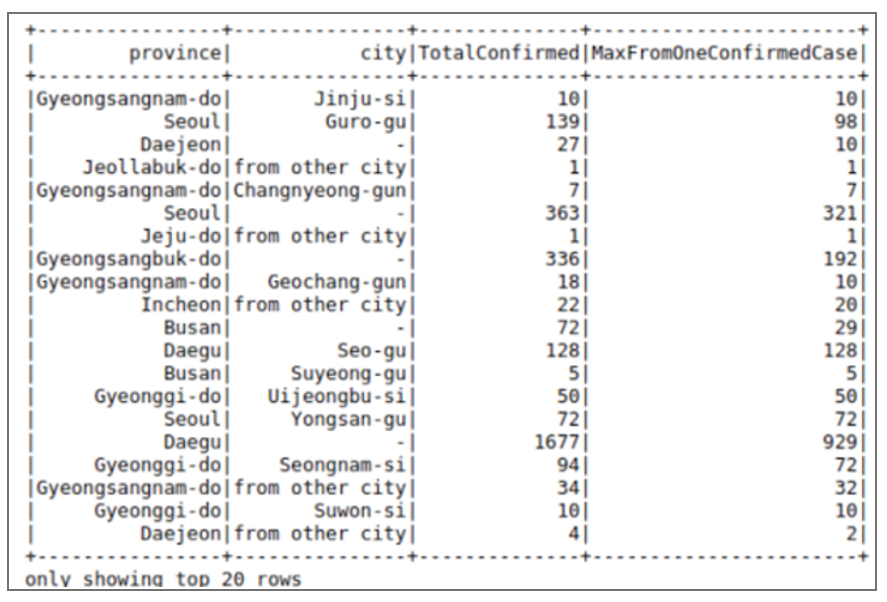 +----------------+----------------+--------------+-----------------------+
|        province|            city|TotalConfirmed|MaxFromOneConfirmedCase|
+----------------+----------------+--------------+-----------------------+
|Gyeongsangnam-do|        Jinju-si|            10|                     10|
|           Seoul|         Guro-gu|           139|                     98|
|         Daejeon|               -|            27|                     10|
|    Jeollabuk-do|from other city|             1|                      1|
|Gyeongsangnam-do|Changnyeong-gun|             7|                      7|
|           Seoul|               -|           363|                    321|
|         Jeju-do|from other city|             1|                      1|
|Gyeongsangbuk-do|               -|           336|                    192|
|Gyeongsangnam-do|    Geochang-gun|            18|                     10|
|         Incheon|from other city|            22|                     20|
|           Busan|               -|            72|                     29|
|           Daegu|          Seo-gu|           128|                    128|
|           Busan|      Suyeong-gu|             5|                      5|
|     Gyeonggi-do|    Uijeongbu-si|            50|                     50|
|           Seoul|      Yongsan-gu|            72|                     72|
|           Daegu|               -|          1677|                    929|
|     Gyeonggi-do|     Seongnam-si|            94|                     72|
|Gyeongsangnam-do|from other city|            34|                     32|
|     Gyeonggi-do|        Suwon-si|            10|                     10|
|         Daejeon|from other city|             4|                      2|
+----------------+----------------+--------------+-----------------------+
only showing top 20 rows